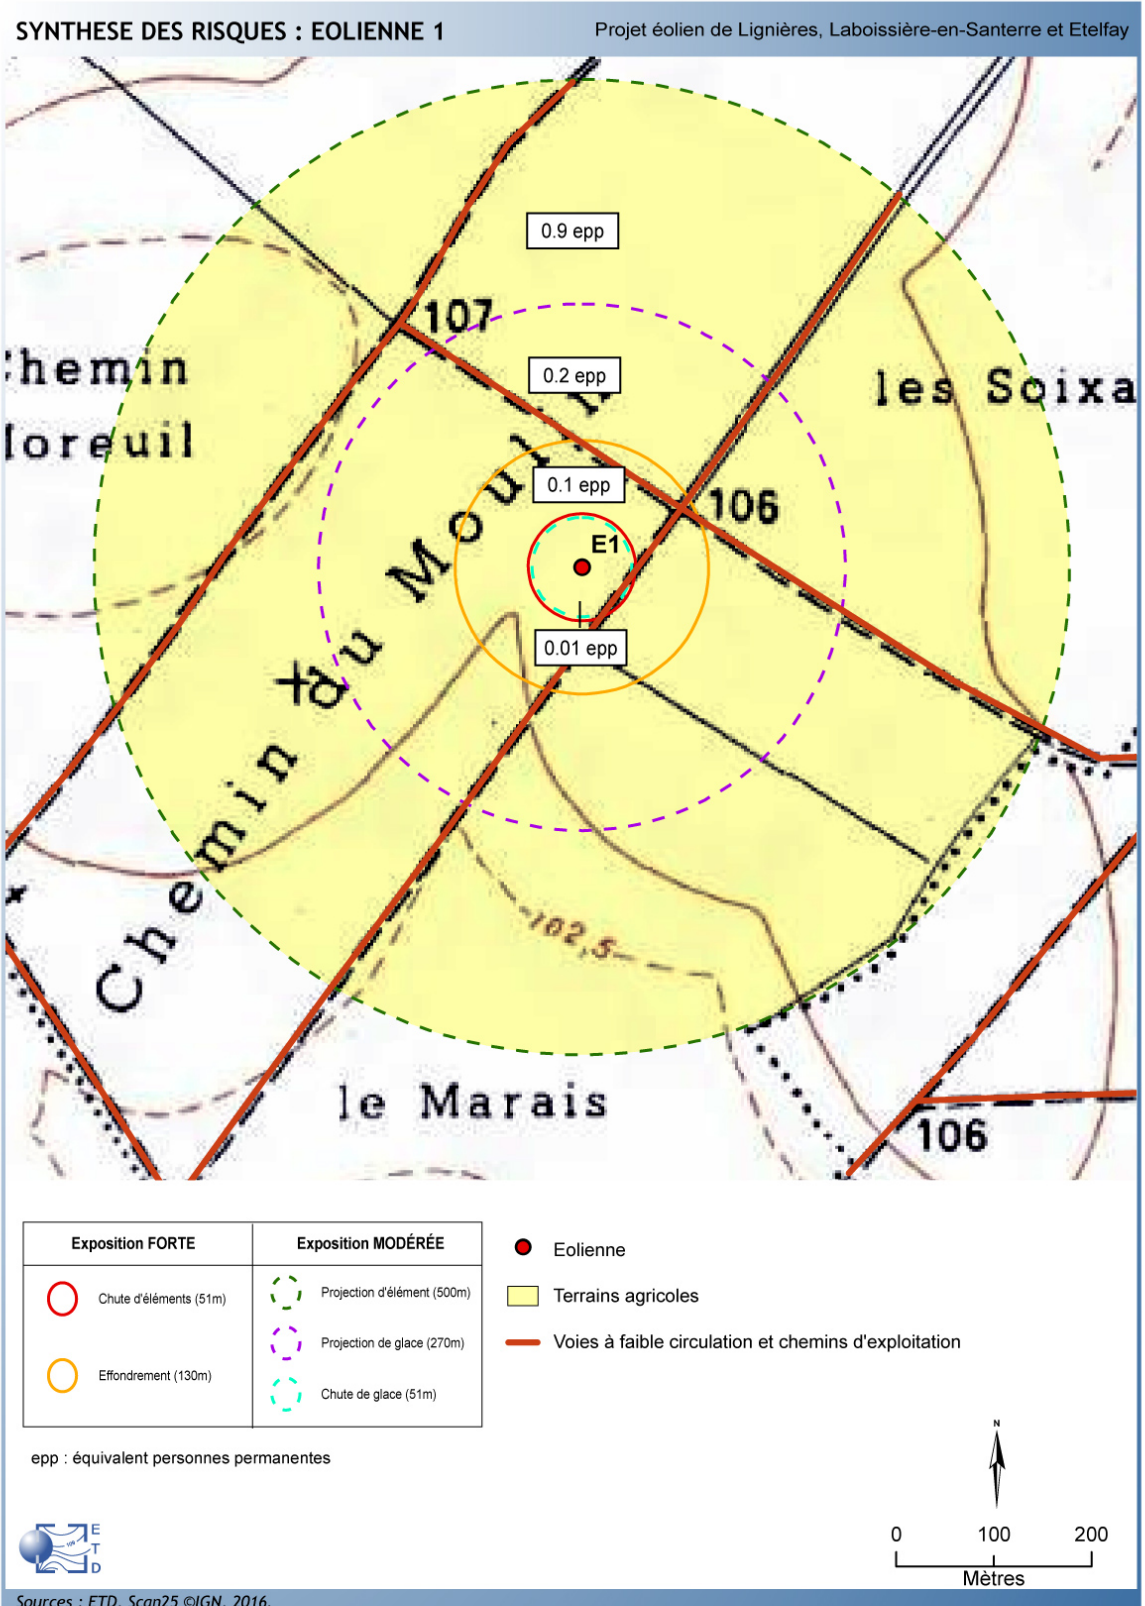 SYNTHESE DES RISQUES : EOLIENNE 1
Projet éolien de Lignières, Laboissière-en-Santerre et Etelfay
0.9 epp
107
0.2 epp
hemin
les Soixa
oreuil
0.1 epp
106
E1
0.01 epp
Chemin du Moulin
102,5
le Marais
106
Exposition FORTE
Exposition MODÉRÉE
Chute d'éléments (51m)
Effondrement (130m)
Projection d'élément (500m)
Projection de glace (270m)
Chute de glace (51m)
Eolienne
Terrains agricoles
Voies à faible circulation et chemins d'exploitation
epp : équivalent personnes permanentes
N
E
T
D
0 100 200
Mètres
Sources : ETD, Scan25 ©IGN, 2016.